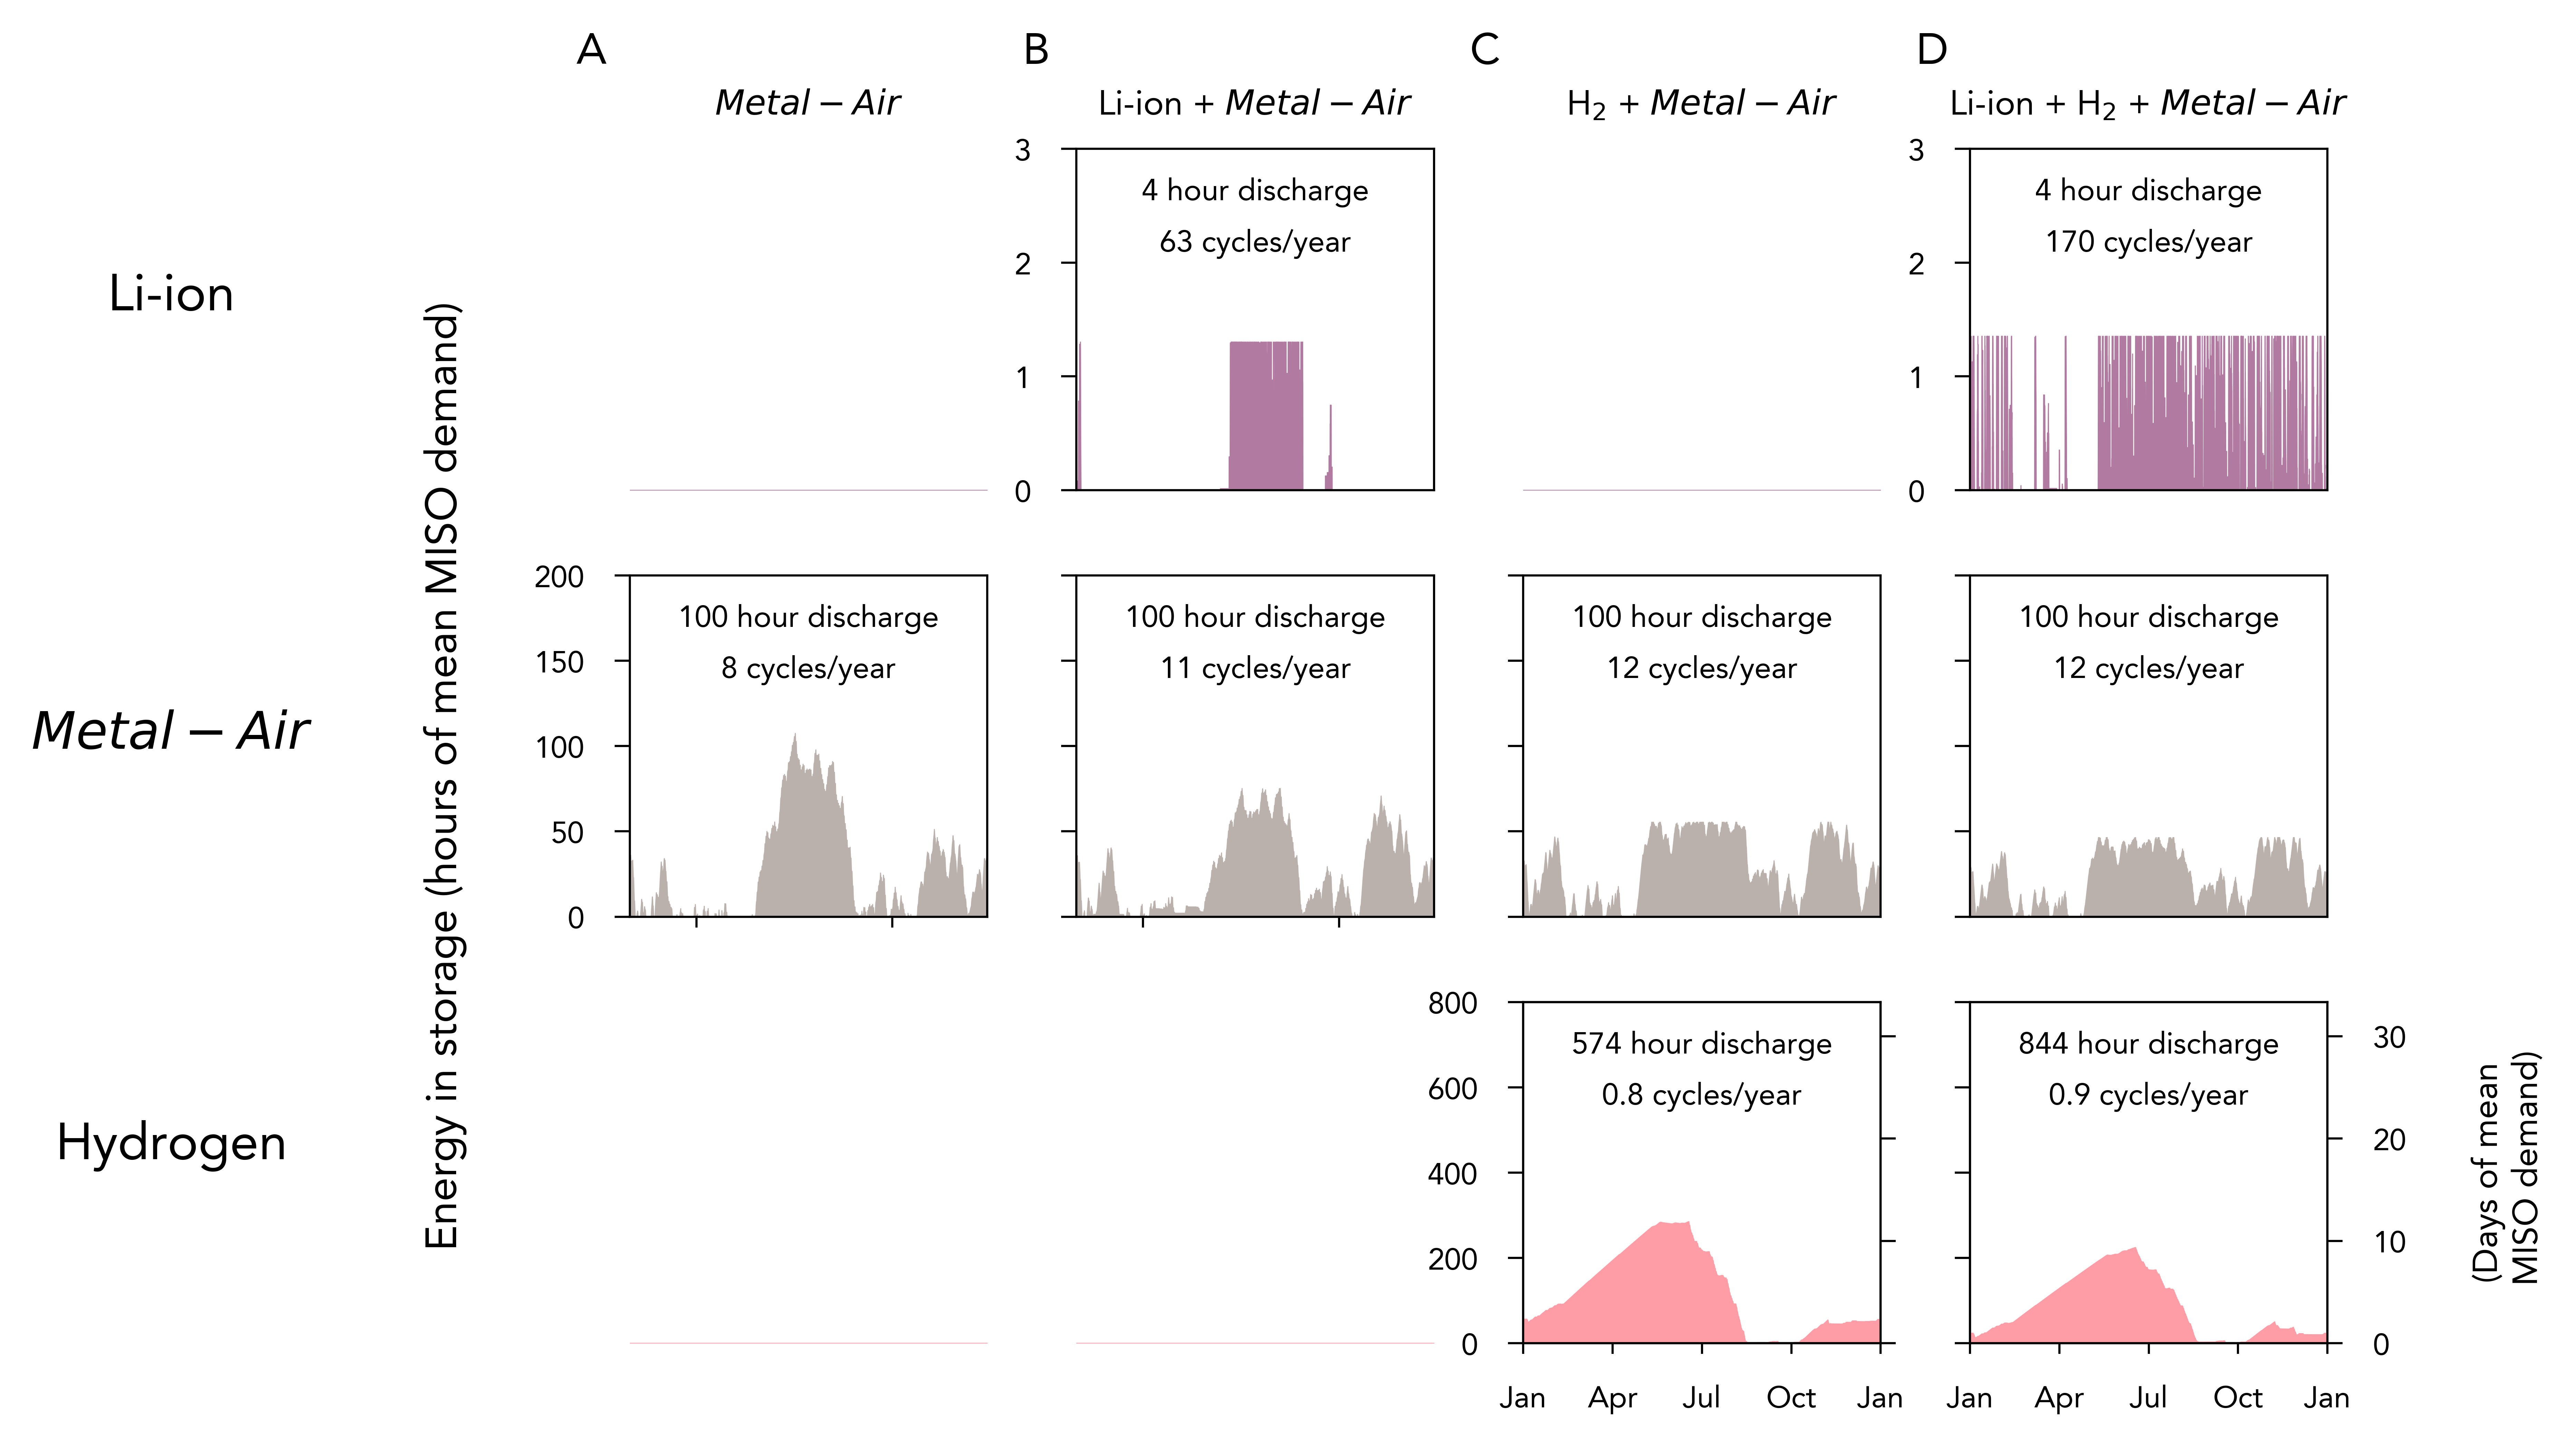 A
B
C
D
Metal – Air
Li-ion + Metal – Air
H₂ + Metal – Air
Li-ion + H₂ + Metal – Air
Li-ion
Metal – Air
Hydrogen
Energy in storage (hours of mean MISO demand)
3
2
1
0
4 hour discharge
63 cycles/year
3
2
1
0
4 hour discharge
170 cycles/year
200
150
100
50
0
100 hour discharge
8 cycles/year
100 hour discharge
11 cycles/year
100 hour discharge
12 cycles/year
100 hour discharge
12 cycles/year
800
600
400
200
0
574 hour discharge
0.8 cycles/year
Jan Apr Jul Oct Jan
844 hour discharge
0.9 cycles/year
Jan Apr Jul Oct Jan
30
20
10
0
(Days of mean
MISO demand)